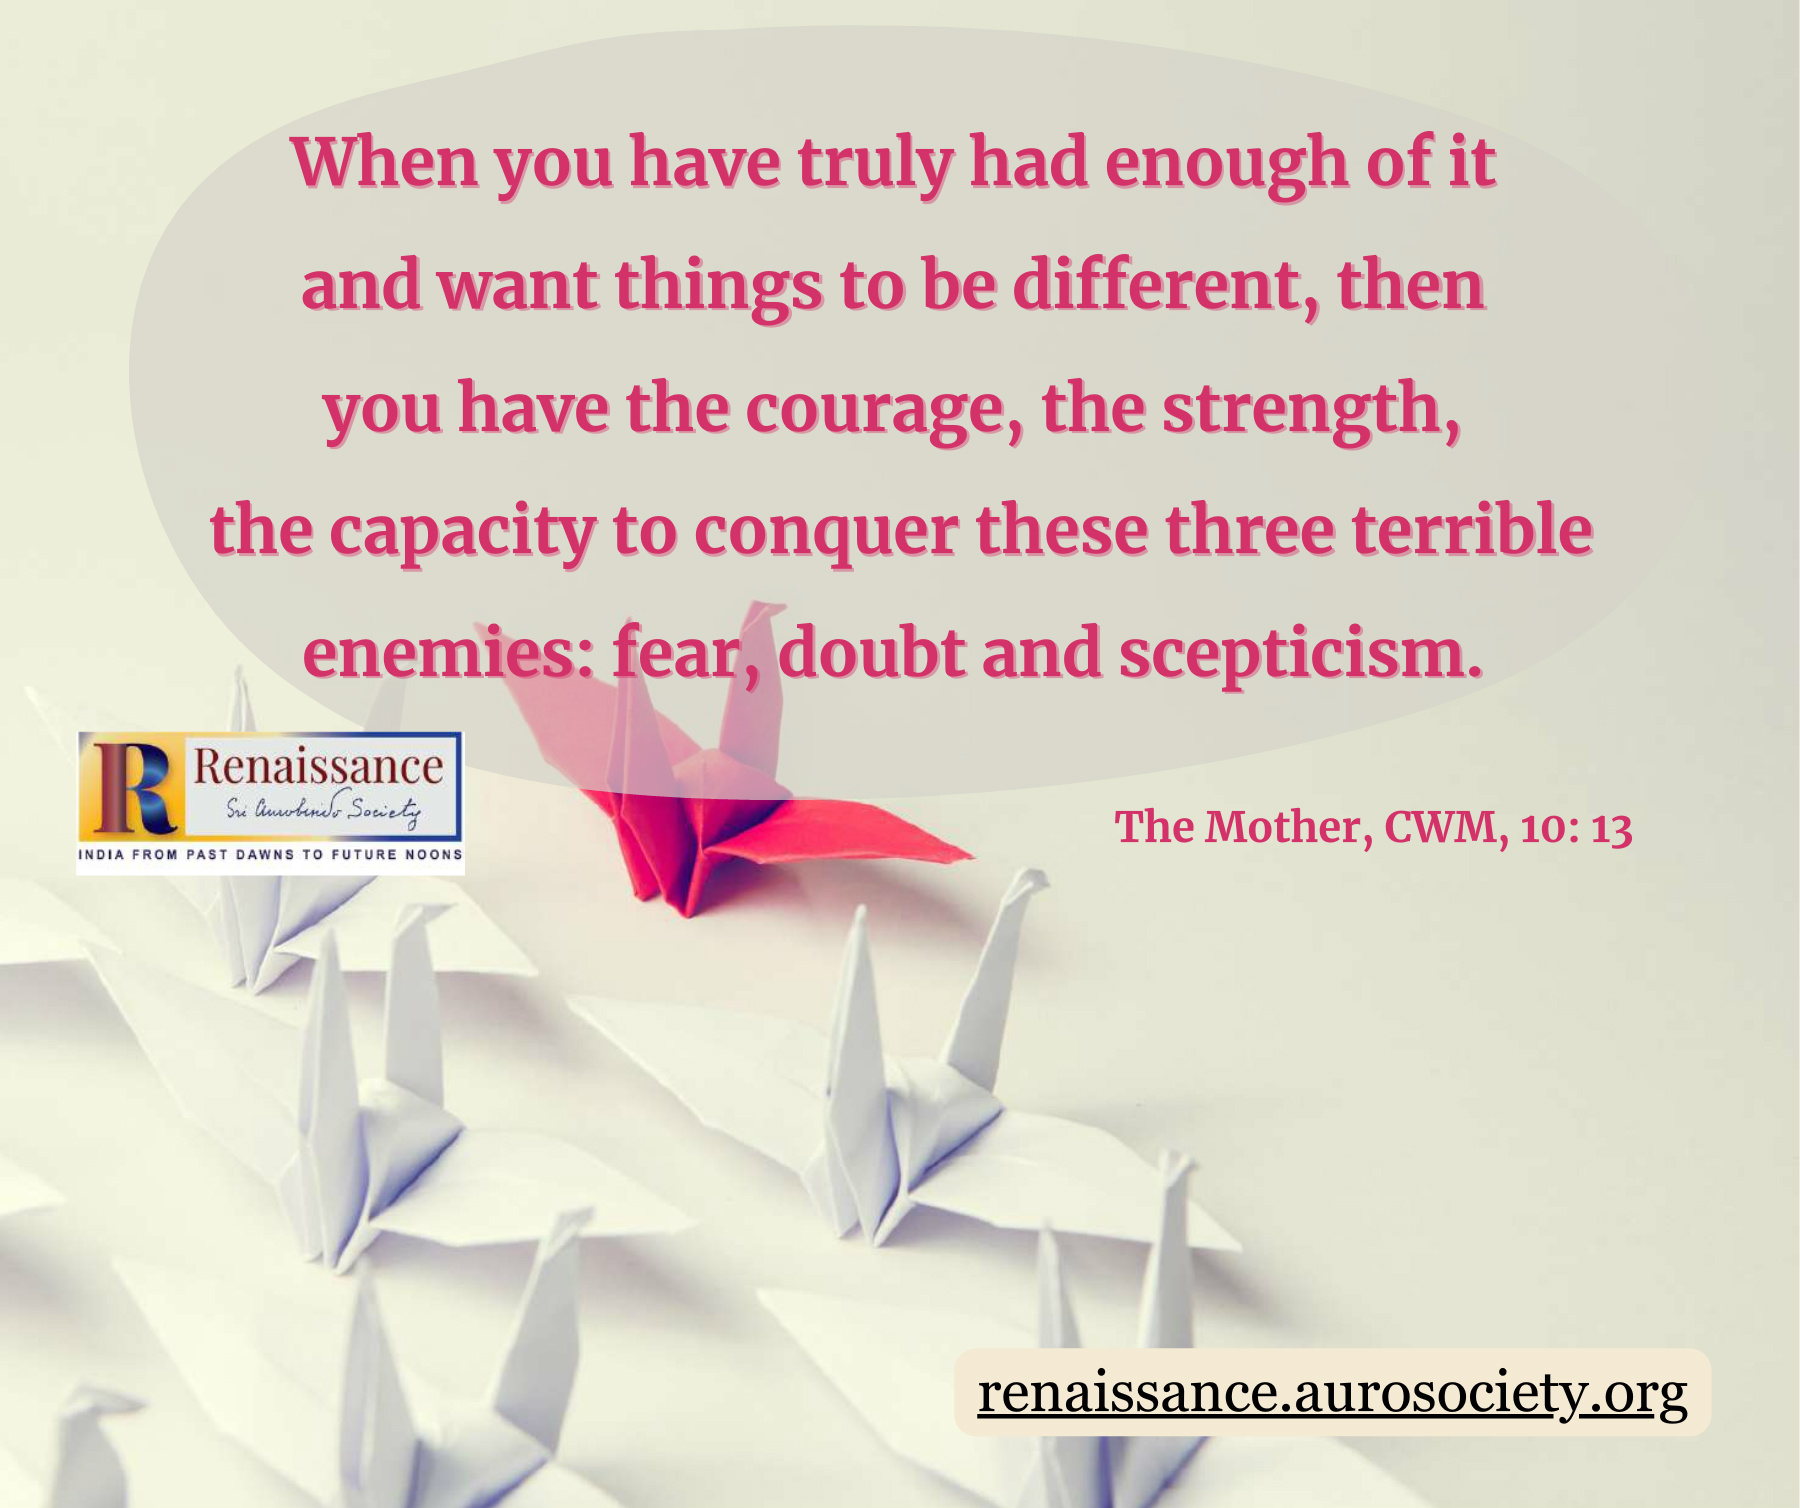 When you have truly had enough of it
and want things to be different, then
you have the courage, the strength,
the capacity to conquer these three terrible
enemies: fear, doubt and scepticism.
R Renaissance
Sri Aurobindo Society
INDIA FROM PAST DAWNS TO FUTURE NOONS
The Mother, CWM, 10: 13
renaissance.aurosociety.org